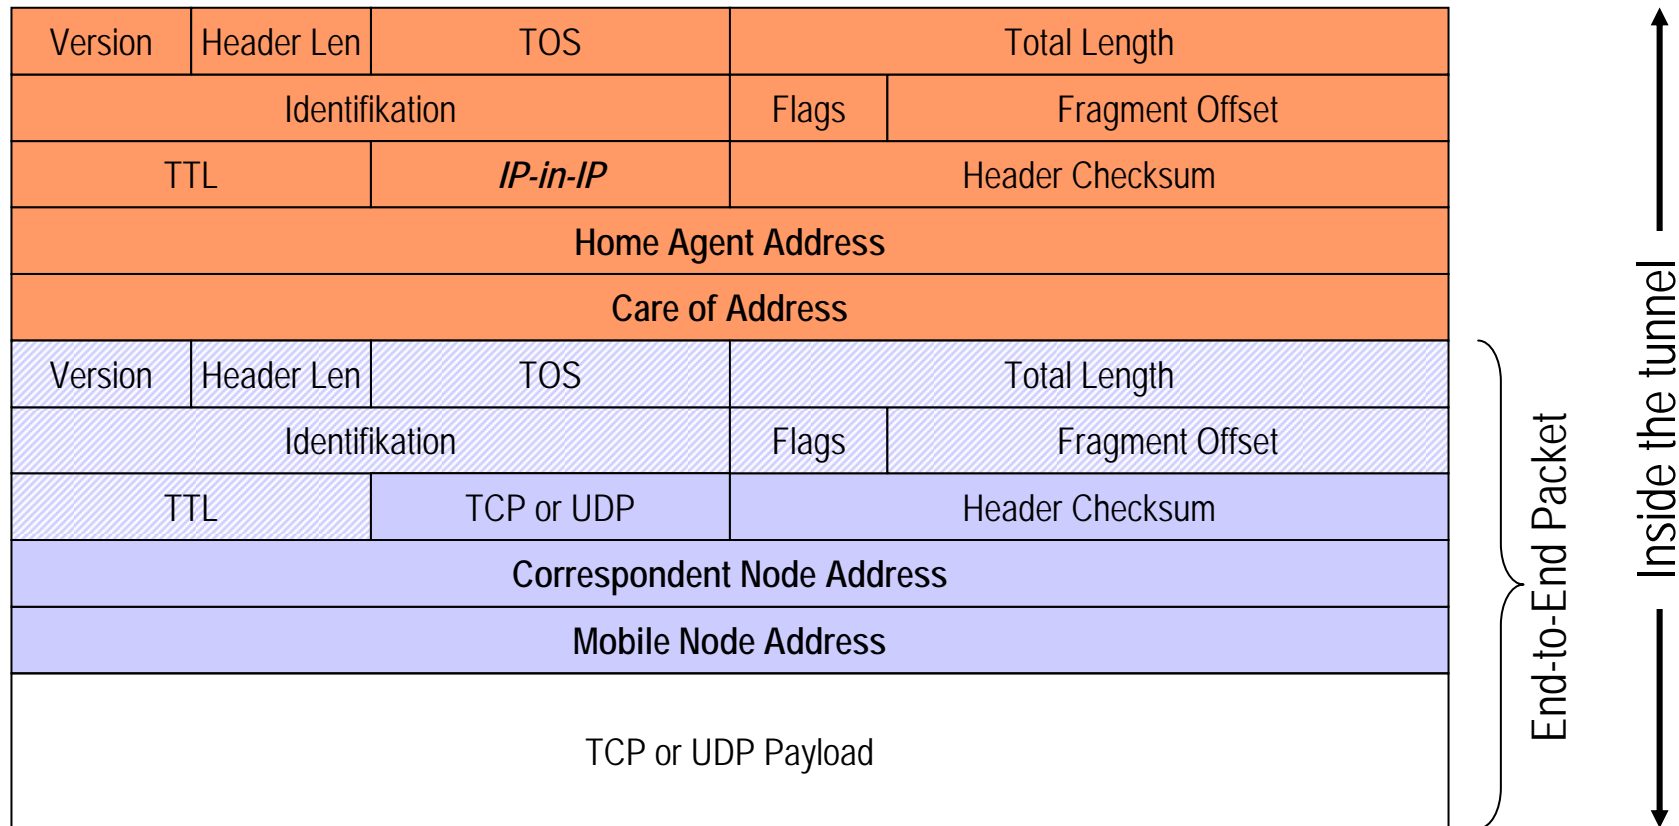 Version Header Len TOS Total Length
Identifikation Flags Fragment Offset
TTL IP-in-IP Header Checksum
Home Agent Address
Care of Address
Version Header Len TOS Total Length
Identifikation Flags Fragment Offset
TTL TCP or UDP Header Checksum
Correspondent Node Address
Mobile Node Address
TCP or UDP Payload
End-to-End Packet
Inside the tunnel